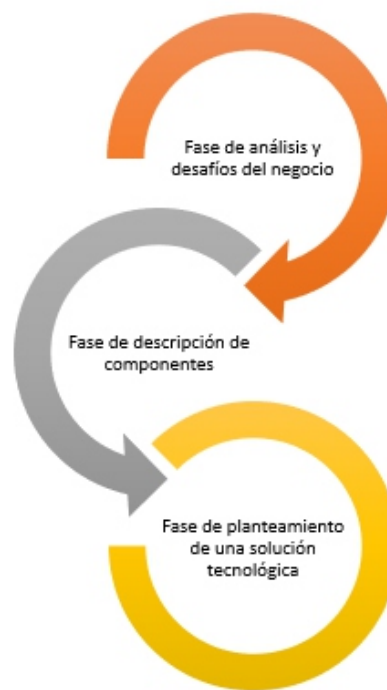 Fase de análisis y
desafíos del negocio
Fase de descripción de
componentes
Fase de planteamiento
de una solución
tecnológica